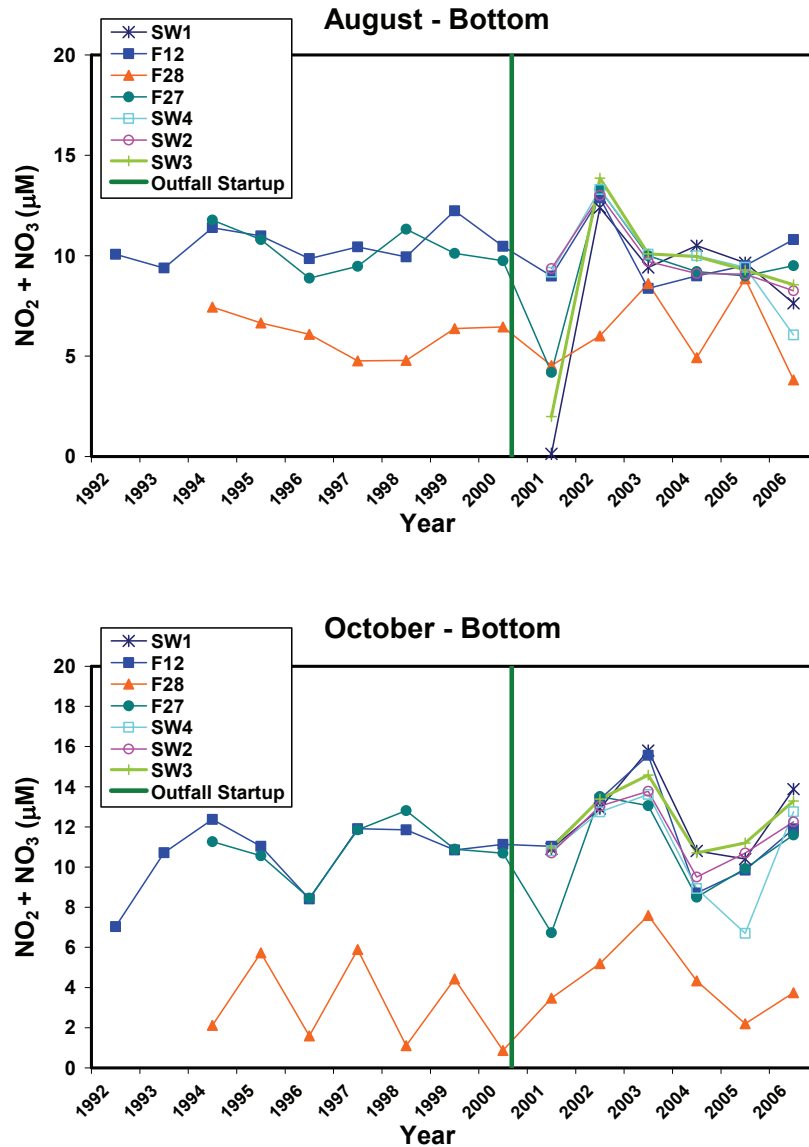 August - Bottom
SW1
F12
F28
F27
SW4
SW2
SW3
Outfall Startup
NO2 + NO3 (μM)
20
15
10
5
0
1992
1993
1994
1995
1996
1997
1998
1999
2000
2001
2002
2003
2004
2005
2006
Year
October - Bottom
SW1
F12
F28
F27
SW4
SW2
SW3
Outfall Startup
NO2 + NO3 (μM)
20
18
16
14
12
10
8
6
4
2
0
1992
1993
1994
1995
1996
1997
1998
1999
2000
2001
2002
2003
2004
2005
2006
Year